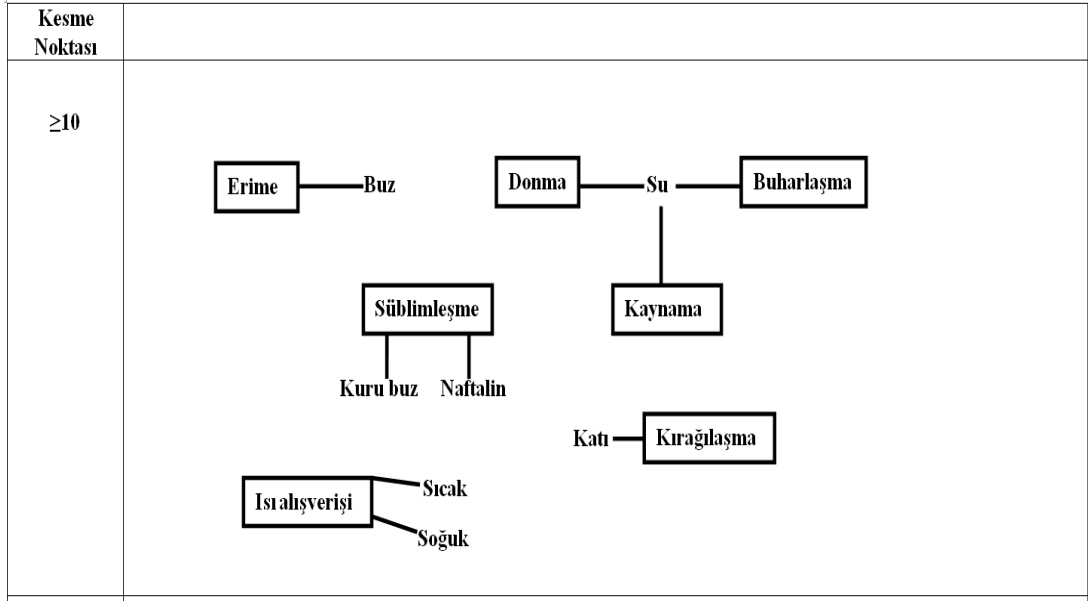 Kesme
Noktası
≥10
Erime
Buz
Donma
Su
Buharlaşma
Süblimleşme
Kaynama
Kuru buz
Naftalin
Katı
Kırağılaşma
Isı alışverişi
Sıcak
Soğuk